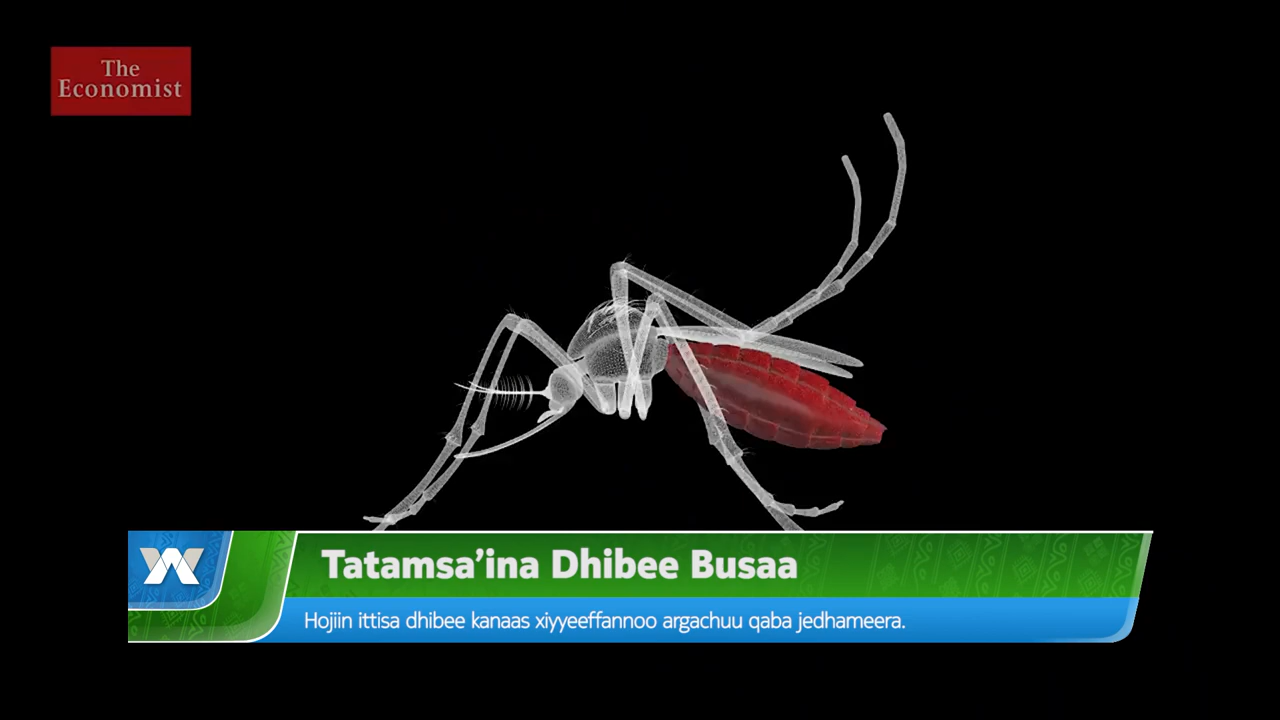 The
Economist
Tatamsa'ina Dhibee Busaa
Hojiin ittisa dhibee kanaas xiyyeeffannoo argachuu qaba jedhameera.